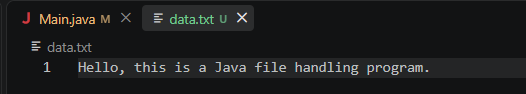 Main.java M
data.txt U
data.txt
1 Hello, this is a Java file handling program.